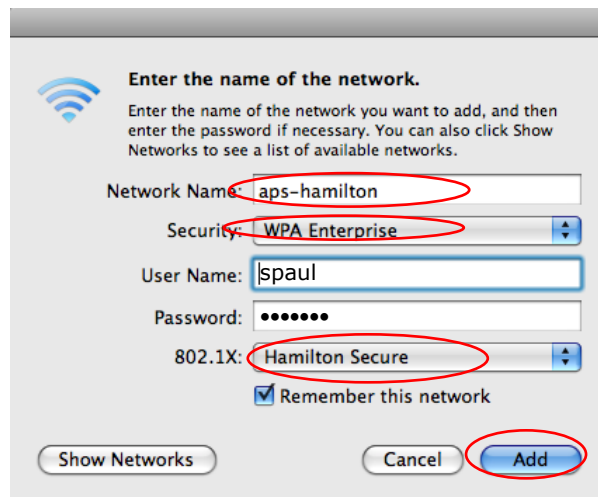 Enter the name of the network.
Enter the name of the network you want to add, and then
enter the password if necessary. You can also click Show
Networks to see a list of available networks.
Network Name: aps-hamilton
Security: WPA Enterprise
User Name: spaul
Password: •••••••
802.1X: Hamilton Secure
Remember this network
Show Networks Cancel Add